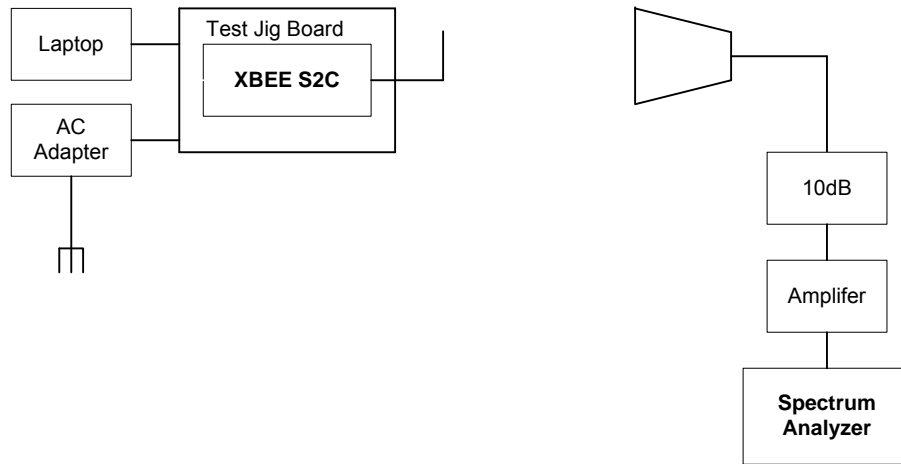 Laptop
AC
Adapter
Test Jig Board
XBEE S2C
10dB
Amplifer
Spectrum
Analyzer